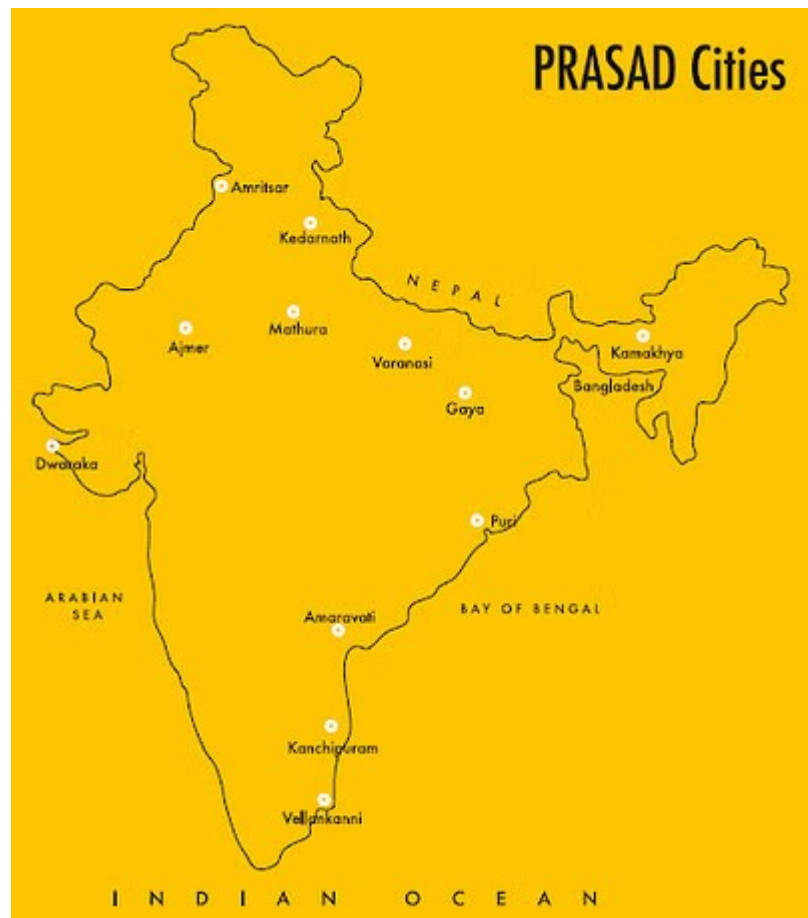 PRASAD Cities
Amritsar
Kedarnath
NEPAL
Mathura
Ajmer
Varanasi
Kamakhya
Bangladesh
Gaya
Dwaraka
Puri
ARABIAN
SEA
BAY OF BENGAL
Amaravati
Kanchipuram
Vellankanni
INDIAN OCEAN